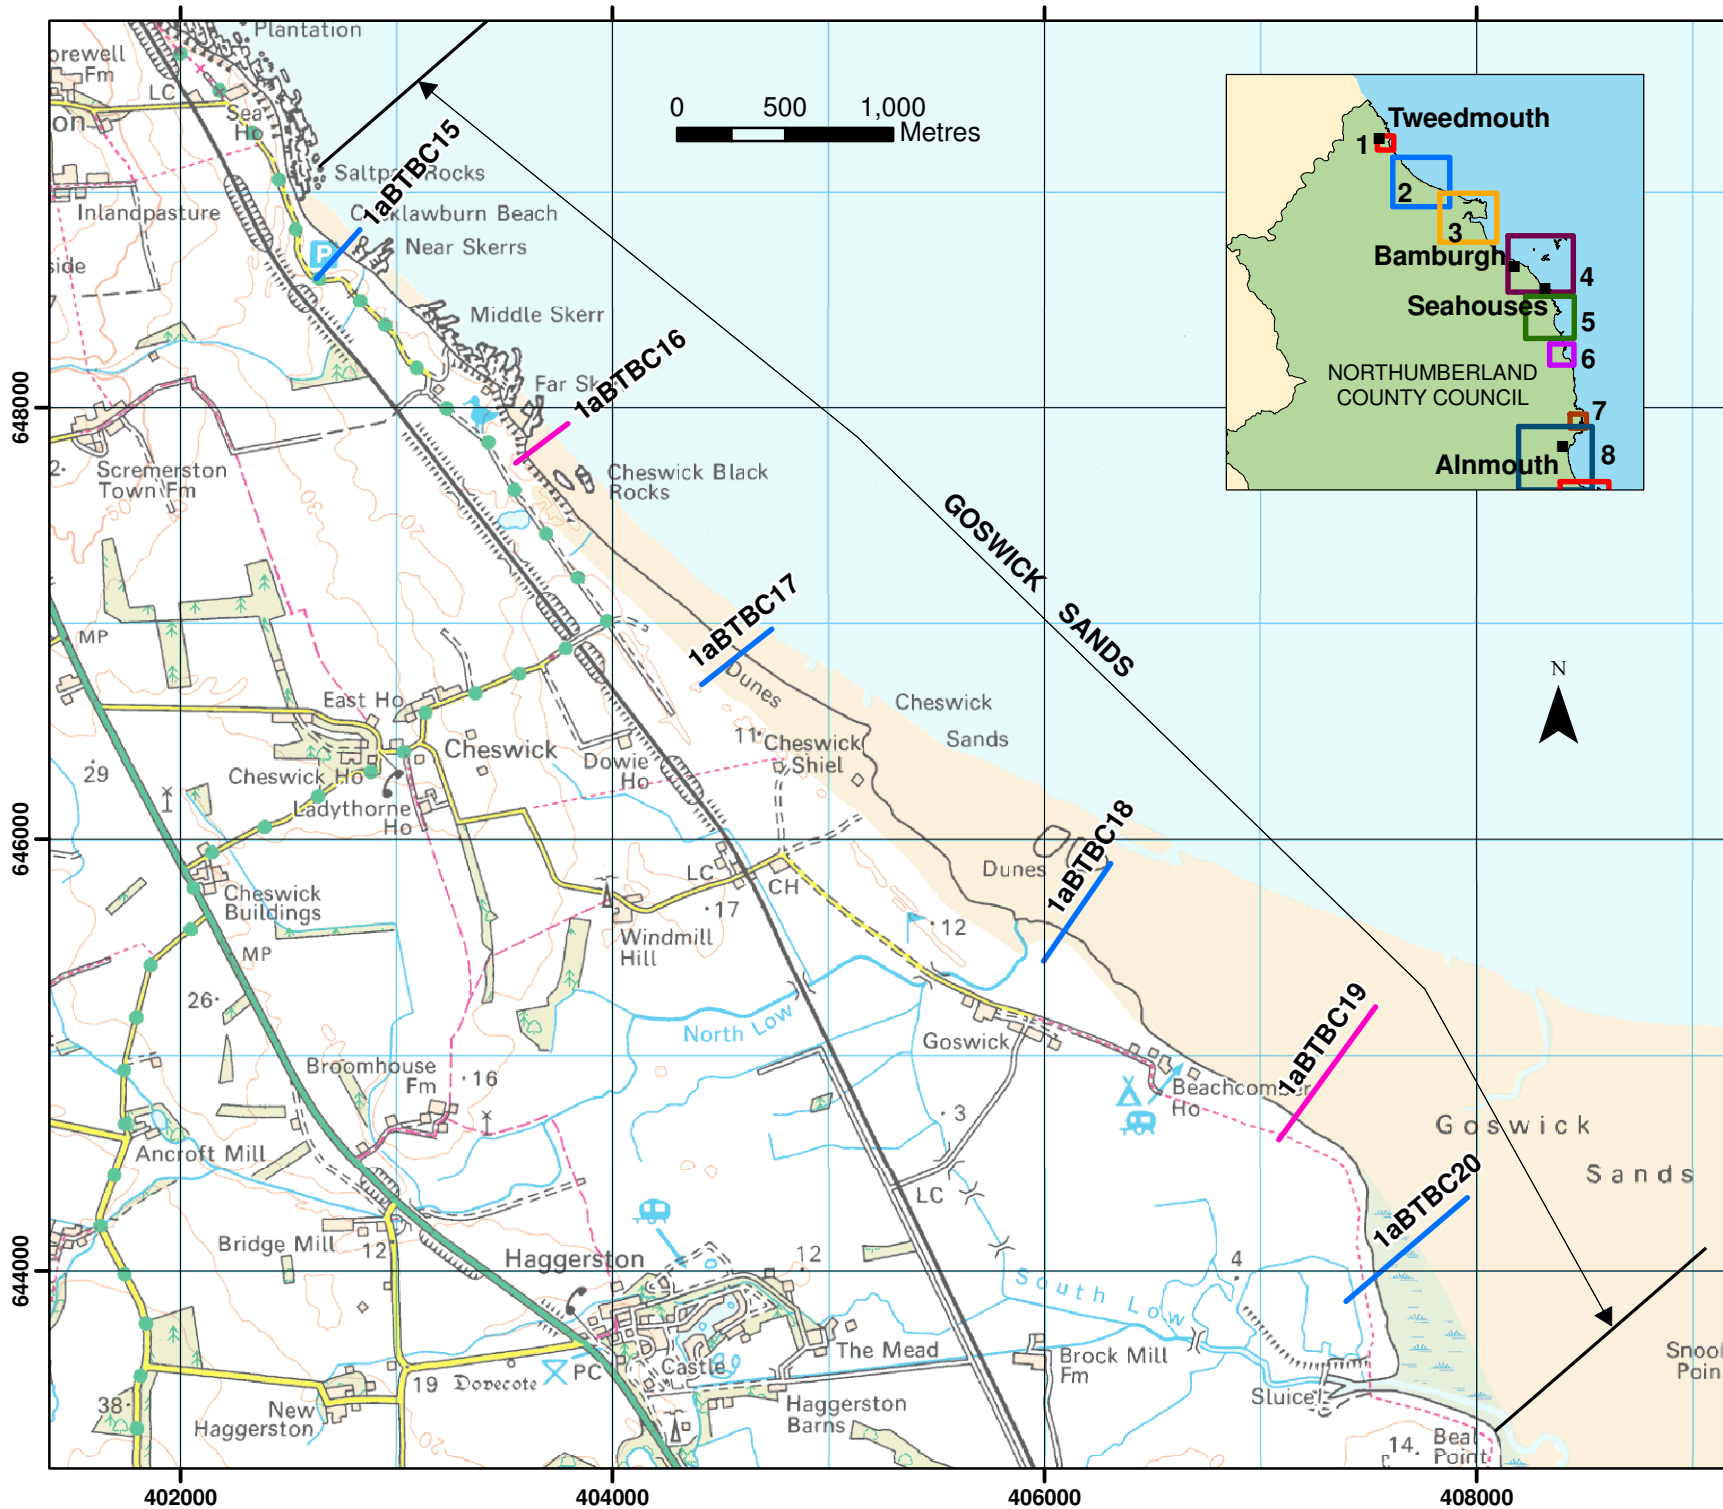 Plantation
orewell
Fm
LC
on
Sea
Ho
0 500 1,000
Metres
Tweedmouth
1
2
3
Bamburgh
4
Seahouses
5
6
NORTHUMBERLAND
COUNTY COUNCIL
7
Alnmouth
8
1aBTBC15
Saltpan Rocks
Inlandpasture
Cocklawburn Beach
P
Near Skerrs
side
Middle Skerr
1aBTBC16
Far Sk
648000
2·
Scremerston
Town Fm
50
Cheswick Black
Rocks
GOSWICK SANDS
1aBTBC17
MP
Dunes
N
East Ho
Cheswick
Sands
11·
Cheswick
Shiel
Cheswick
Dowie
Ho
29
Cheswick Ho
Ladythorne
Ho
1aBTBC18
646000
LC
CH
Dunes
Cheswick
Buildings
·17
·12
Windmill
Hill
MP
26·
1aBTBC19
North Low
Goswick
Broomhouse
Fm
·16
Beachcomber
Ho
·3
Goswick
Sands
Ancroft Mill
LC
1aBTBC20
Bridge Mill
12
Haggerston
12
4
644000
South Low
The Mead
Brock Mill
Fm
Snook
Poin
Castle
PC
19
Dovecote
Sluice
38·
New
Haggerston
Haggerston
Barns
20
14.
Beal
Point
402000 404000 406000 408000